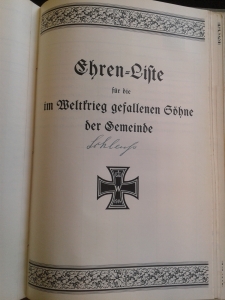 Ehren-Liste
für die
im Weltkrieg gefallenen Söhne
der Gemeinde
W